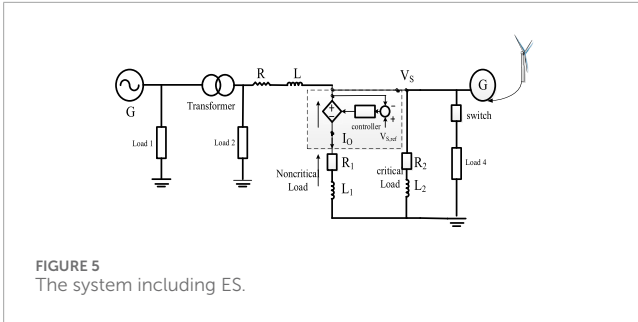 R L V_S
G G
Transformer
switch
Load 1 Load 2 controller
V_S,ref
+ − − +
I_O
Noncritical Load R_1 critical Load R_2 Load 4
L_1 L_2
FIGURE 5
The system including ES.